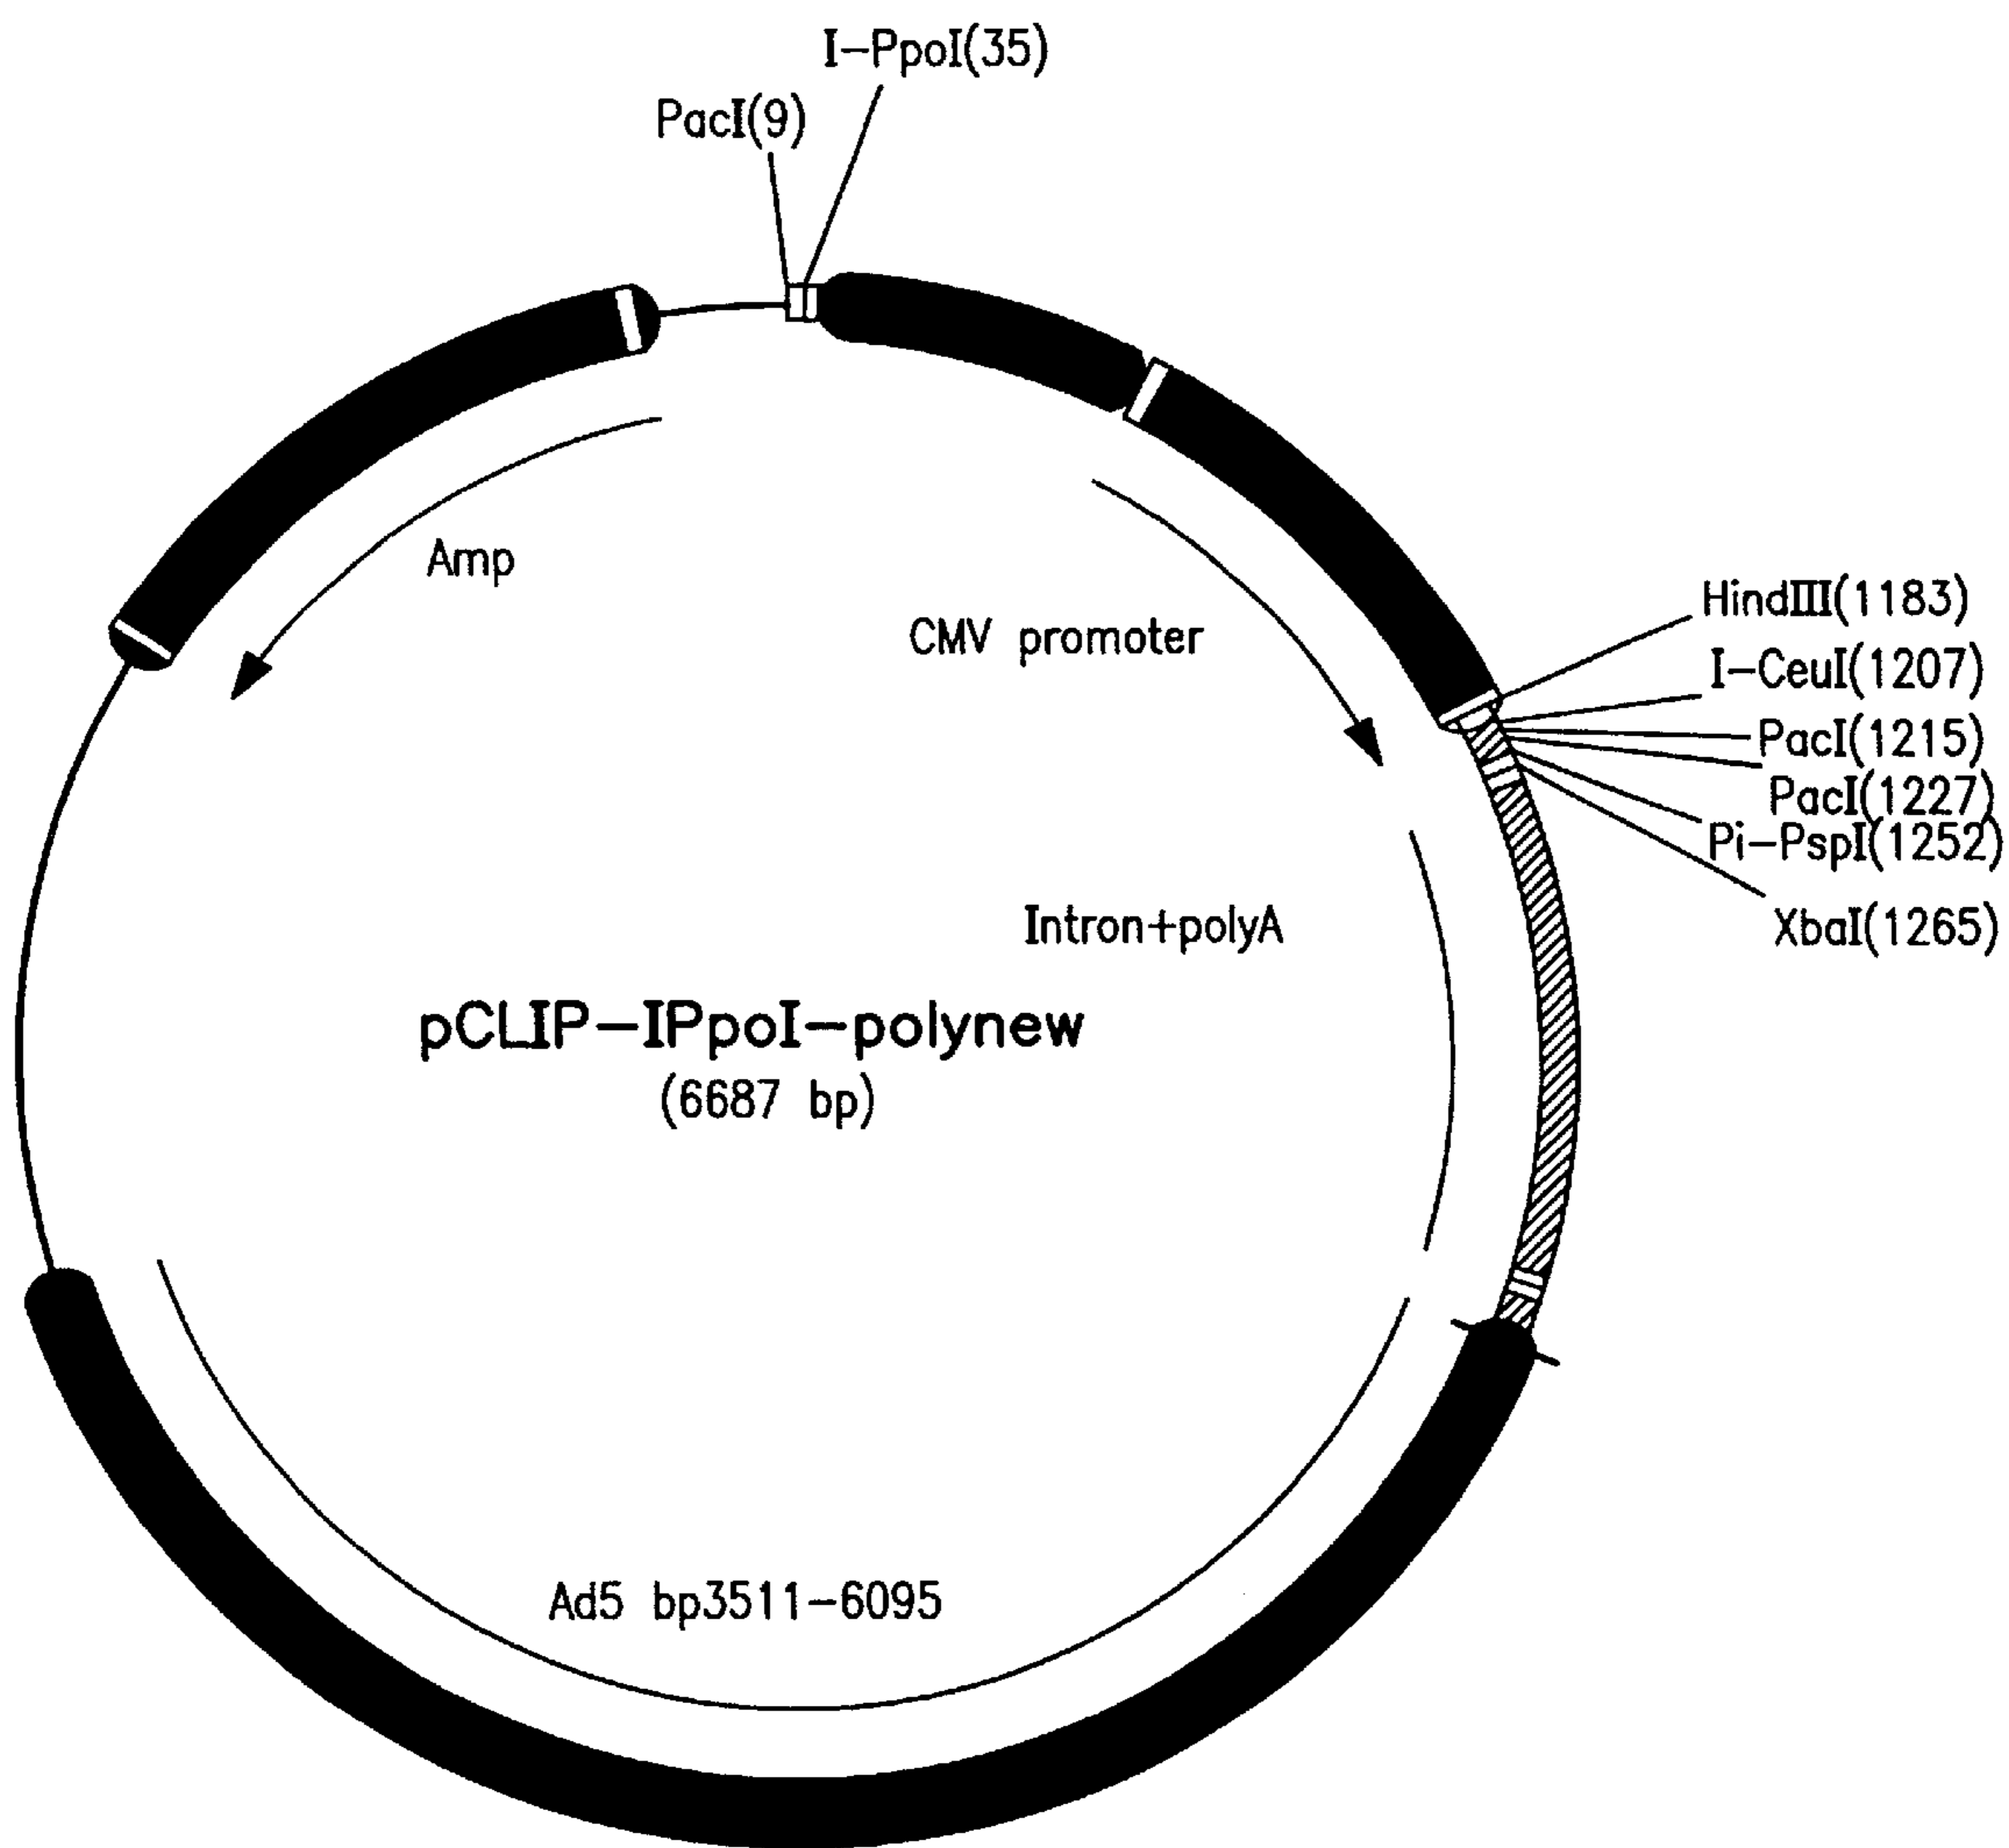 I-PpoI(35)
PacI(9)
Amp
CMV promoter
HindIII(1183)
I-CeuI(1207)
PacI(1215)
PacI(1227)
Pi-PspI(1252)
XbaI(1265)
Intron+polyA
pCLIP-IPpoI-polynew
(6687 bp)
Ad5 bp3511-6095